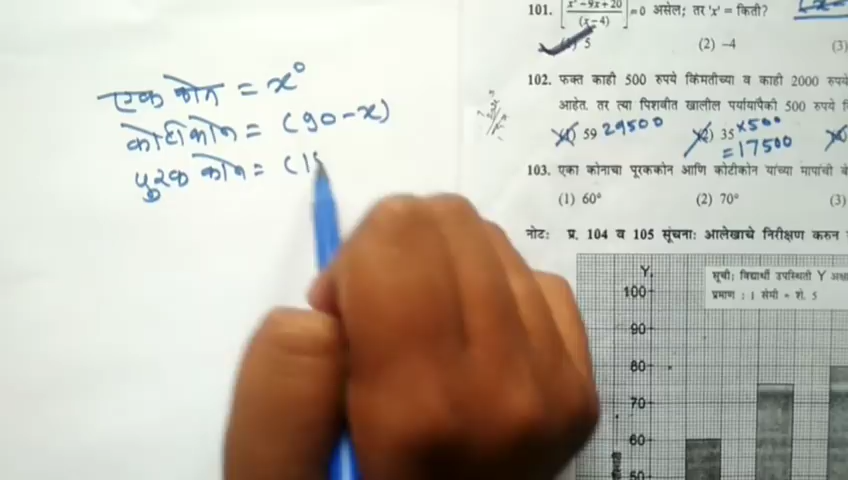 एक कोन = x°
कोटीकोन = (90-x)
पुरक कोन = (1
101. [x²-9x+20/(x-4)]=0 असेल; तर 'x' = किती?
5 (2) -4 (3)
102. फक्त काही 500 रुपये किंमतीच्या व काही 2000 रुपये
आहेत. तर त्या पिशवीत खालील पर्यायांपैकी 500 रुपये
59 29500 2) 35 ×500
=17500
103. एका कोनाचा पूरककोन आणि कोटीकोन यांच्या मापांची
(1) 60° (2) 70° (3)
नोट: प्र. 104 व 105 सूचना: आलेखाचे निरीक्षण करुन
सूची: विद्यार्थी उपस्थिती Y अक्ष
प्रमाण : 1 सेमी = शे. 5
Y
100
90
80
70
60